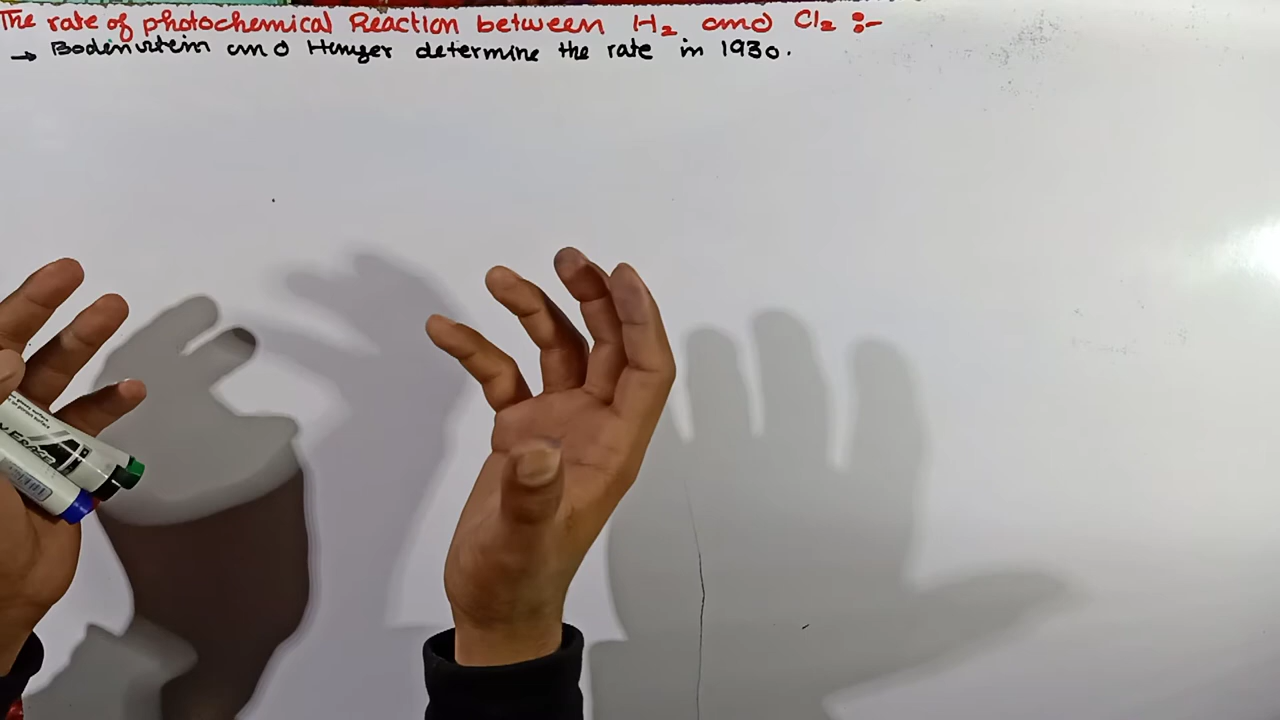 The rate of photochemical Reaction between H₂ and Cl₂ :-
→ Bodenstein and Hunger determine the rate in 1930.